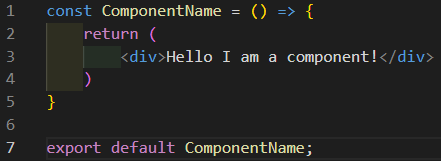 1 const ComponentName = () => {
2     return (
3         <div>Hello I am a component!</div>
4     )
5 }
6
7 export default ComponentName;